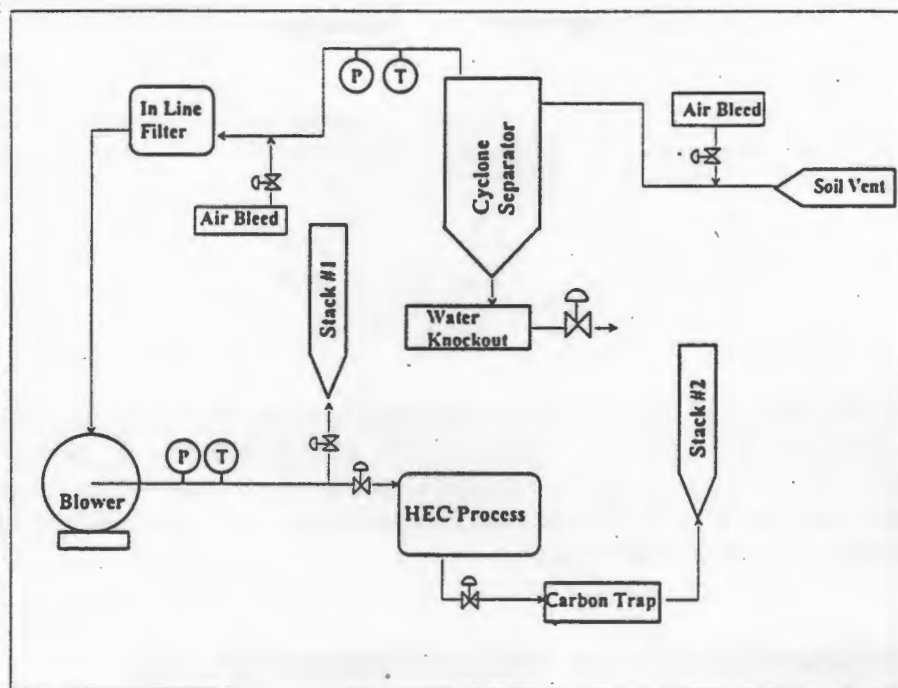 P
T
In Line
Filter
Air Bleed
Cyclone
Separator
Air Bleed
Soil Vent
Stack #1
Water
Knockout
Stack #2
P
T
Blower
HEC Process
Carbon Trap